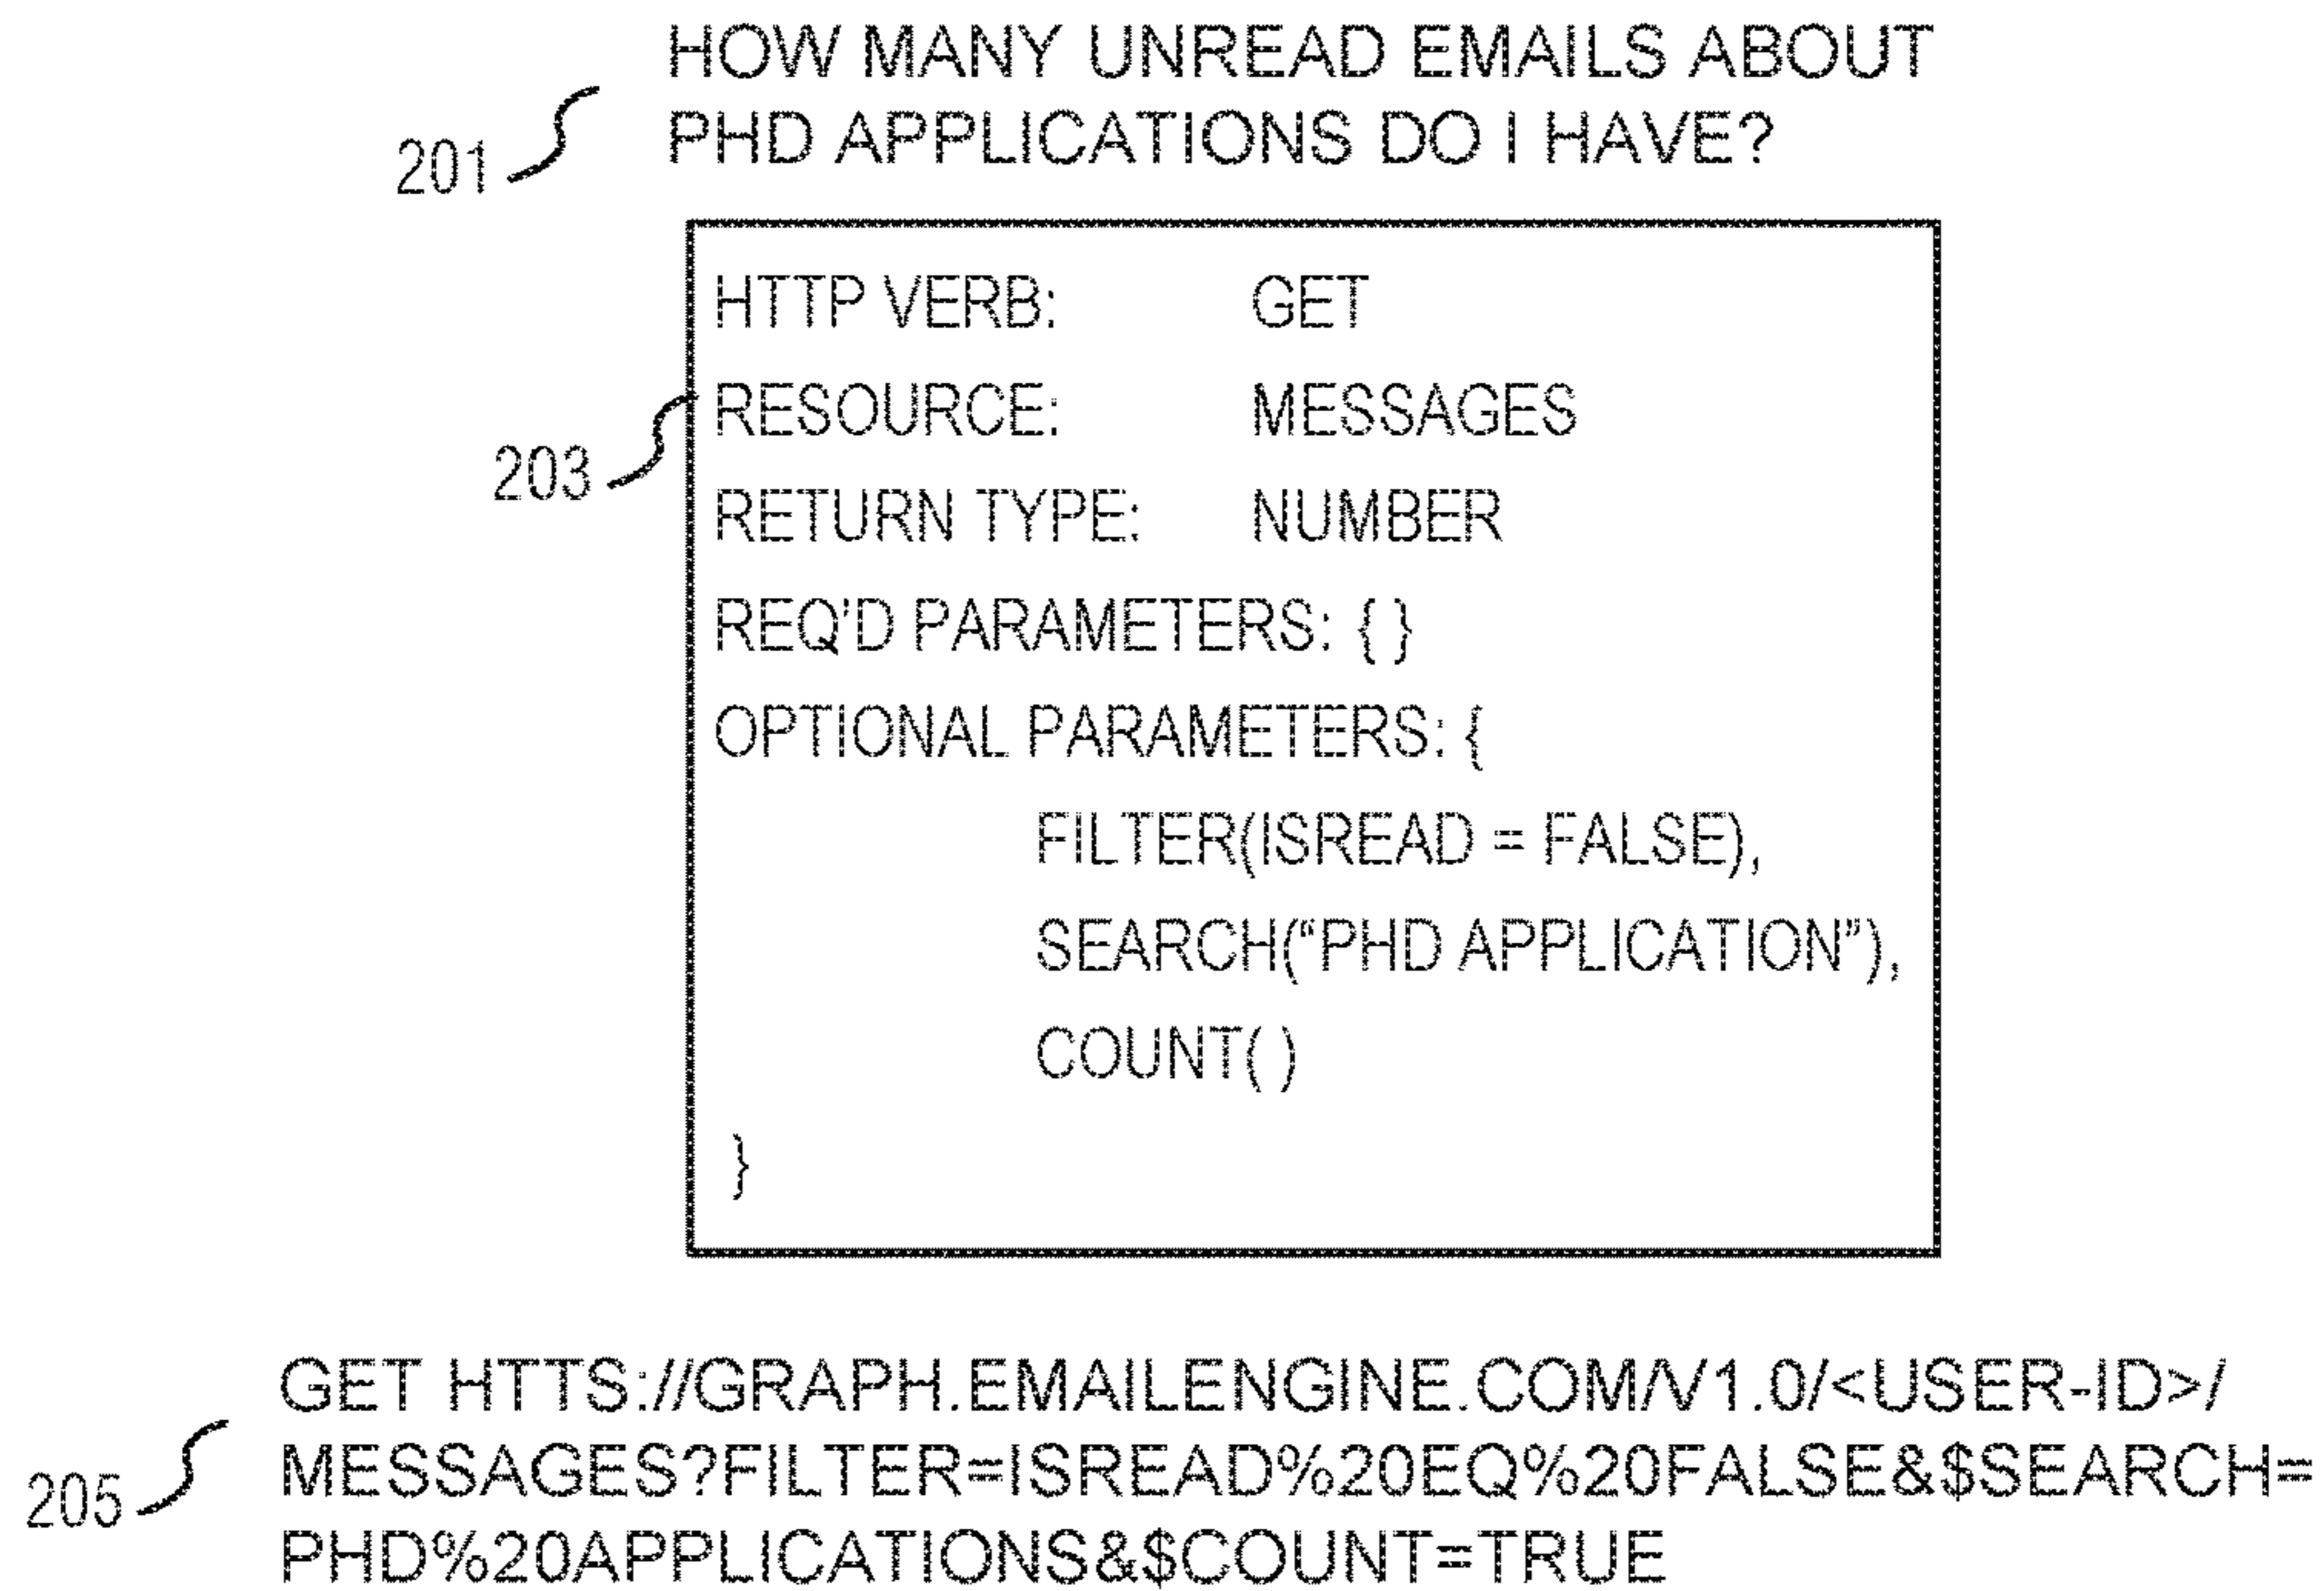 HOW MANY UNREAD EMAILS ABOUT
PHD APPLICATIONS DO I HAVE?
201
HTTP VERB: GET
RESOURCE: MESSAGES
203
RETURN TYPE: NUMBER
REQ'D PARAMETERS: { }
OPTIONAL PARAMETERS: {
FILTER(ISREAD = FALSE),
SEARCH(“PHD APPLICATION”),
COUNT( )
}
GET HTTS://GRAPH.EMAILENGINE.COM/V1.0/<USER-ID>/
MESSAGES?FILTER=ISREAD%20EQ%20FALSE&$SEARCH=
205
PHD%20APPLICATIONS&$COUNT=TRUE